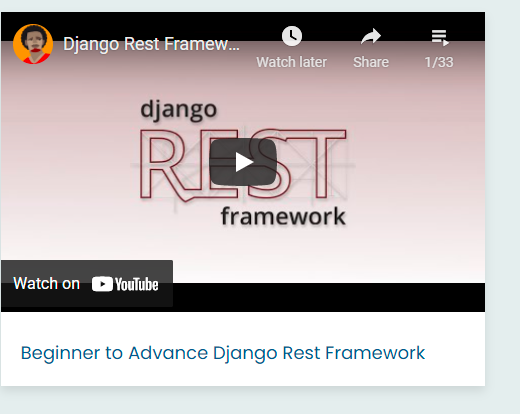 Django Rest Framew...
Watch later
Share
1/33
django
REST
framework
Watch on YouTube
Beginner to Advance Django Rest Framework